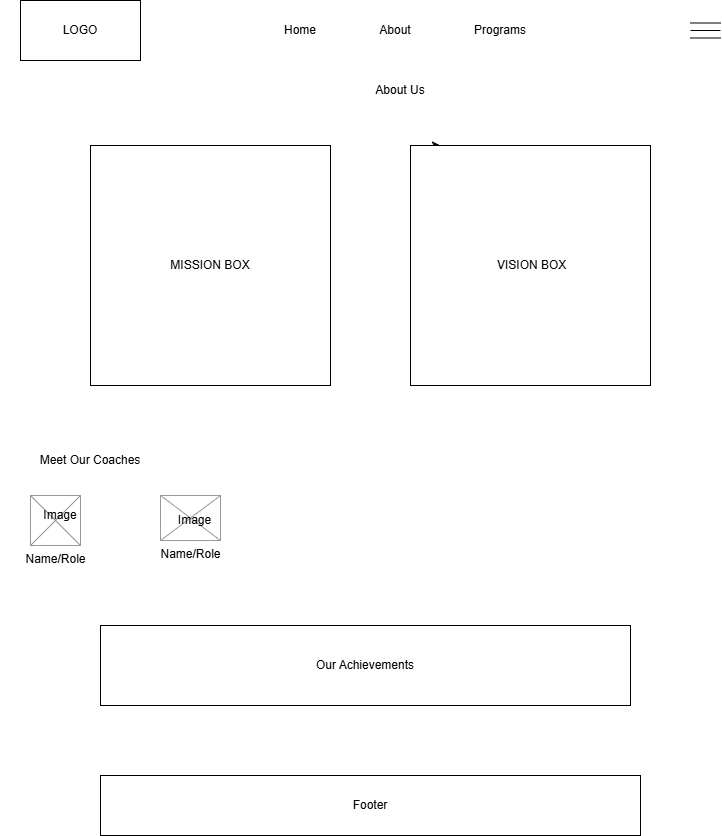 LOGO
Home
About
Programs
About Us
MISSION BOX
VISION BOX
Meet Our Coaches
Image
Image
Name/Role
Name/Role
Our Achievements
Footer